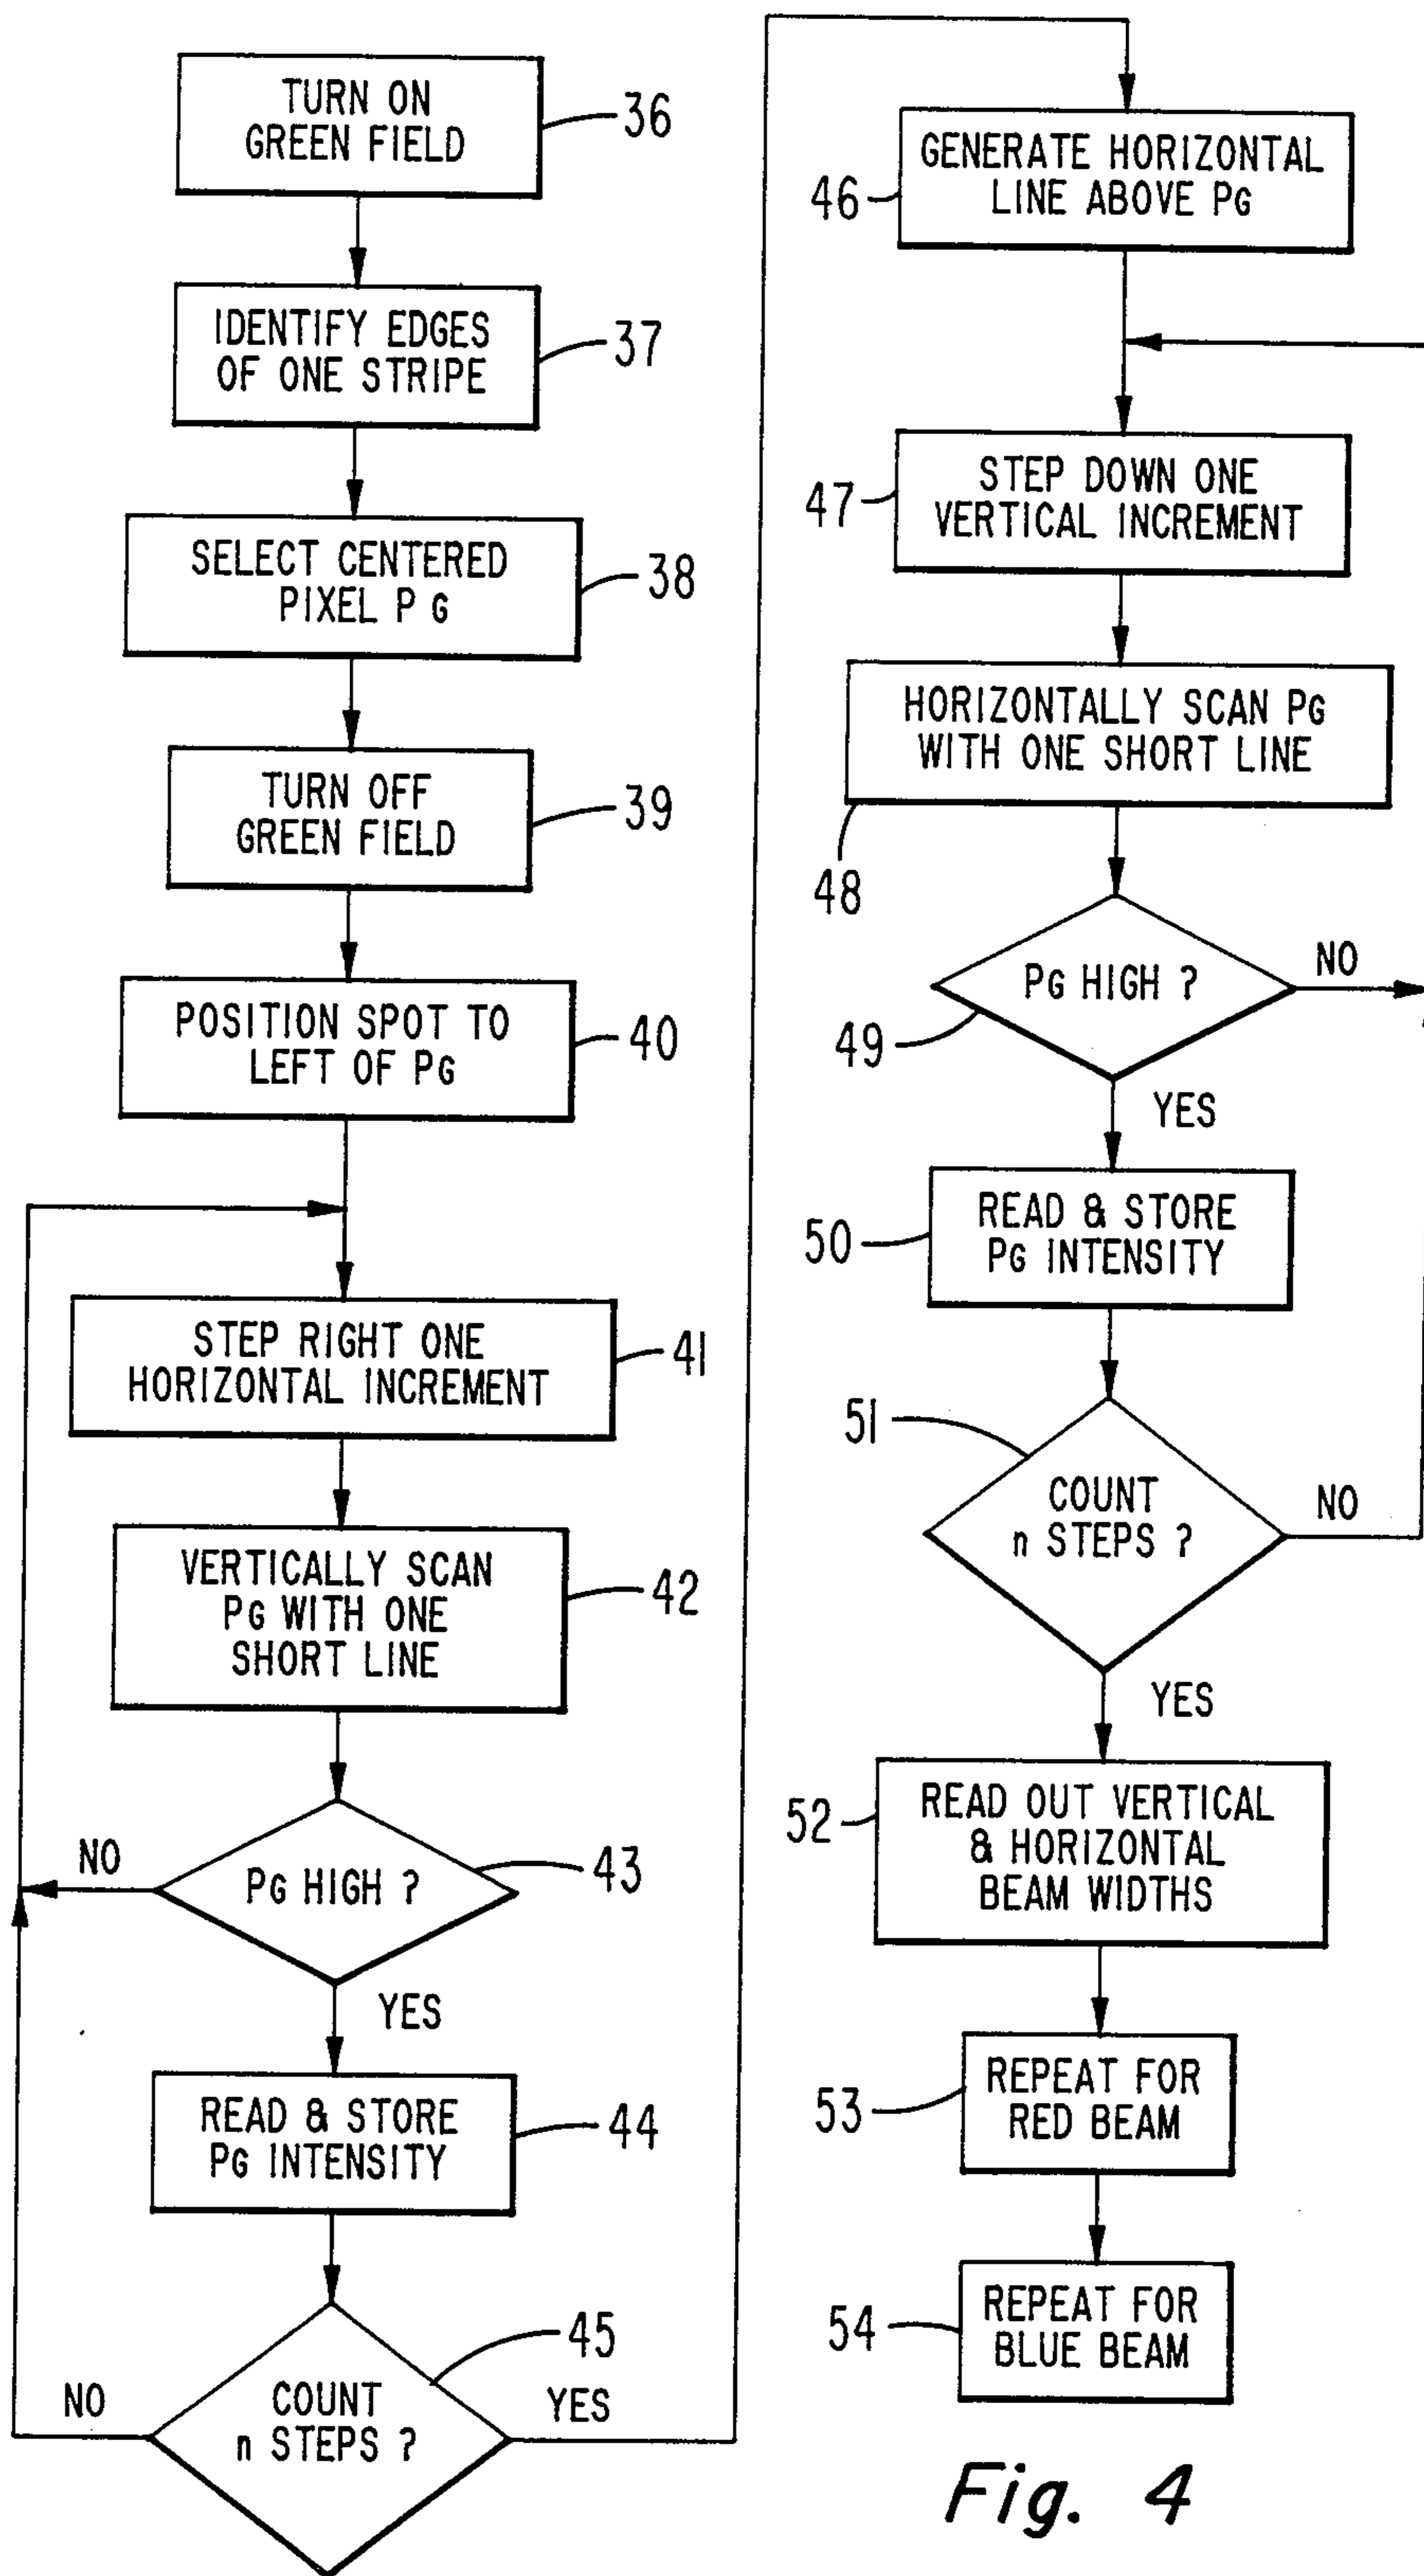 TURN ON
GREEN FIELD
36
IDENTIFY EDGES
OF ONE STRIPE
37
SELECT CENTERED
PIXEL P G
38
TURN OFF
GREEN FIELD
39
POSITION SPOT TO
LEFT OF PG
40
STEP RIGHT ONE
HORIZONTAL INCREMENT
41
VERTICALLY SCAN
PG WITH ONE
SHORT LINE
42
PG HIGH ?
43
NO
YES
READ & STORE
PG INTENSITY
44
COUNT
n STEPS ?
45
NO
YES
GENERATE HORIZONTAL
LINE ABOVE PG
46
STEP DOWN ONE
VERTICAL INCREMENT
47
HORIZONTALLY SCAN PG
WITH ONE SHORT LINE
48
PG HIGH ?
49
NO
YES
READ & STORE
PG INTENSITY
50
COUNT
n STEPS ?
51
NO
YES
READ OUT VERTICAL
& HORIZONTAL
BEAM WIDTHS
52
REPEAT FOR
RED BEAM
53
REPEAT FOR
BLUE BEAM
54
Fig. 4